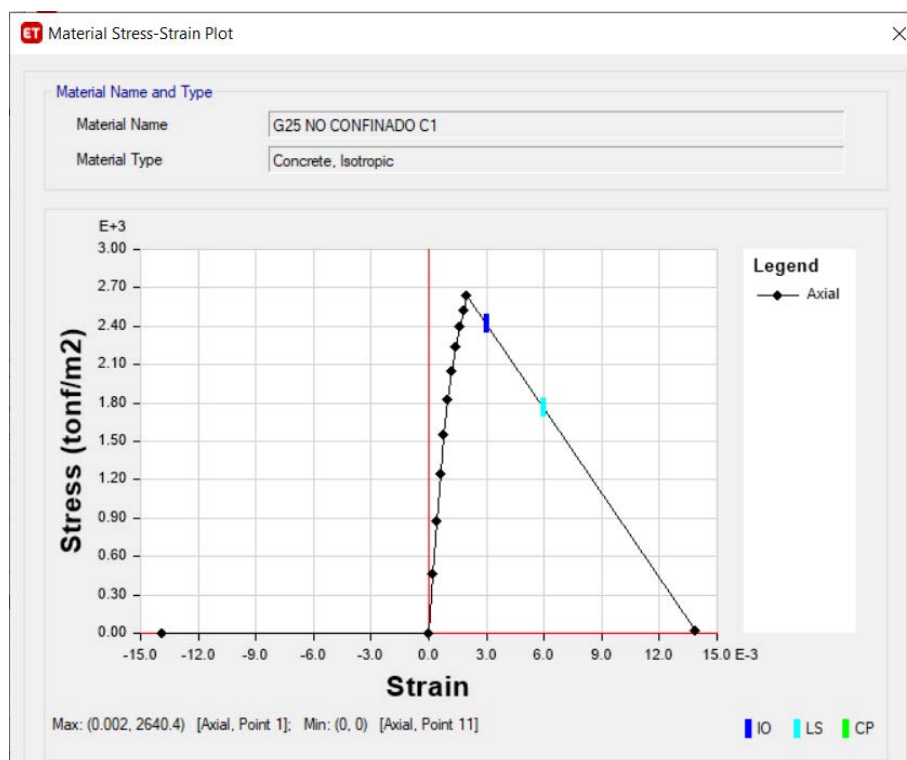 ET Material Stress-Strain Plot
Material Name and Type
Material Name G25 NO CONFINADO C1
Material Type Concrete, Isotropic
E+3
3.00
2.70
2.40
2.10
1.80
1.50
1.20
0.90
0.60
0.30
0.00
Stress (tonf/m2)
-15.0 -12.0 -9.0 -6.0 -3.0 0.0 3.0 6.0 9.0 12.0 15.0 E-3
Strain
Legend
Axial
Max: (0.002, 2640.4) [Axial, Point 1]; Min: (0, 0) [Axial, Point 11]
IO LS CP